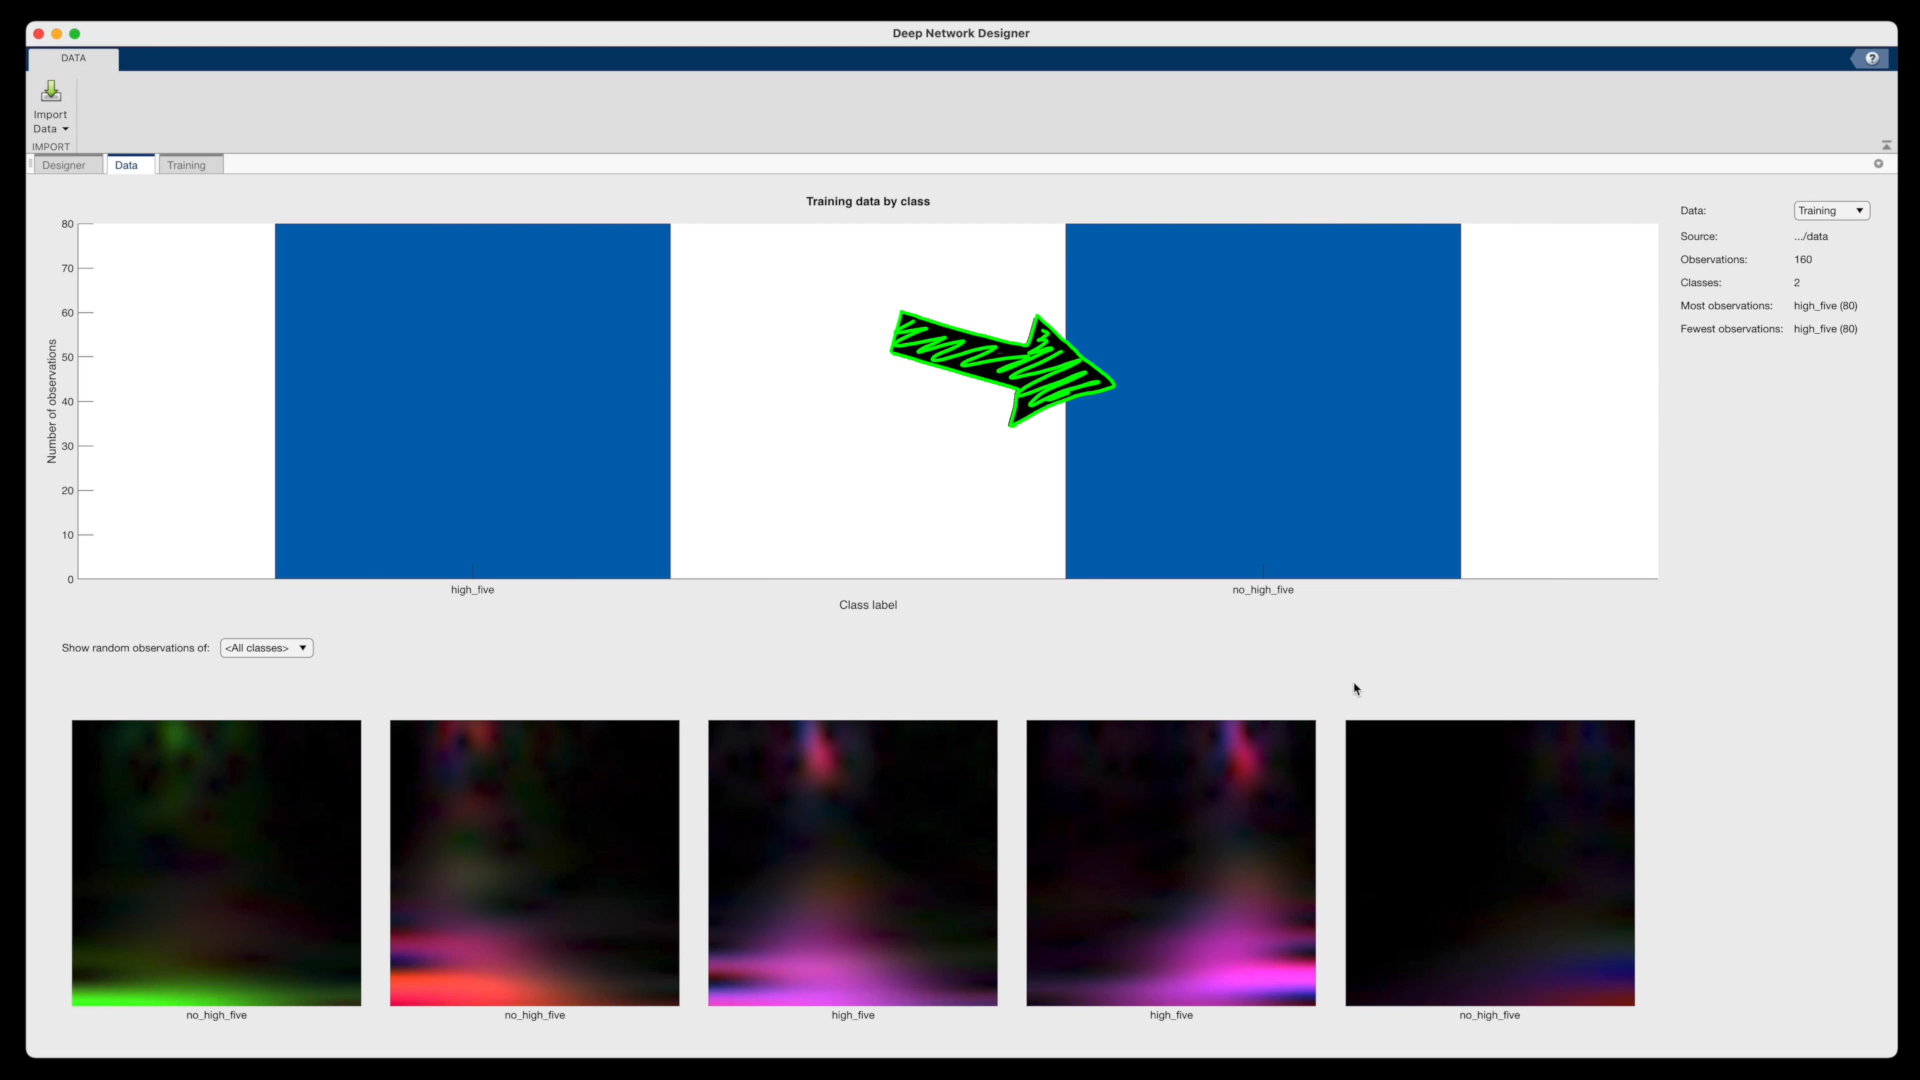 Deep Network Designer
DATA
?
Import
Data
IMPORT
Designer
Data
Training
Training data by class
80
70
60
50
40
30
20
10
0
Number of observations
high_five
no_high_five
Class label
Data: Training
Source: .../data
Observations: 160
Classes: 2
Most observations: high_five (80)
Fewest observations: high_five (80)
Show random observations of: <All classes>
no_high_five
no_high_five
high_five
high_five
no_high_five